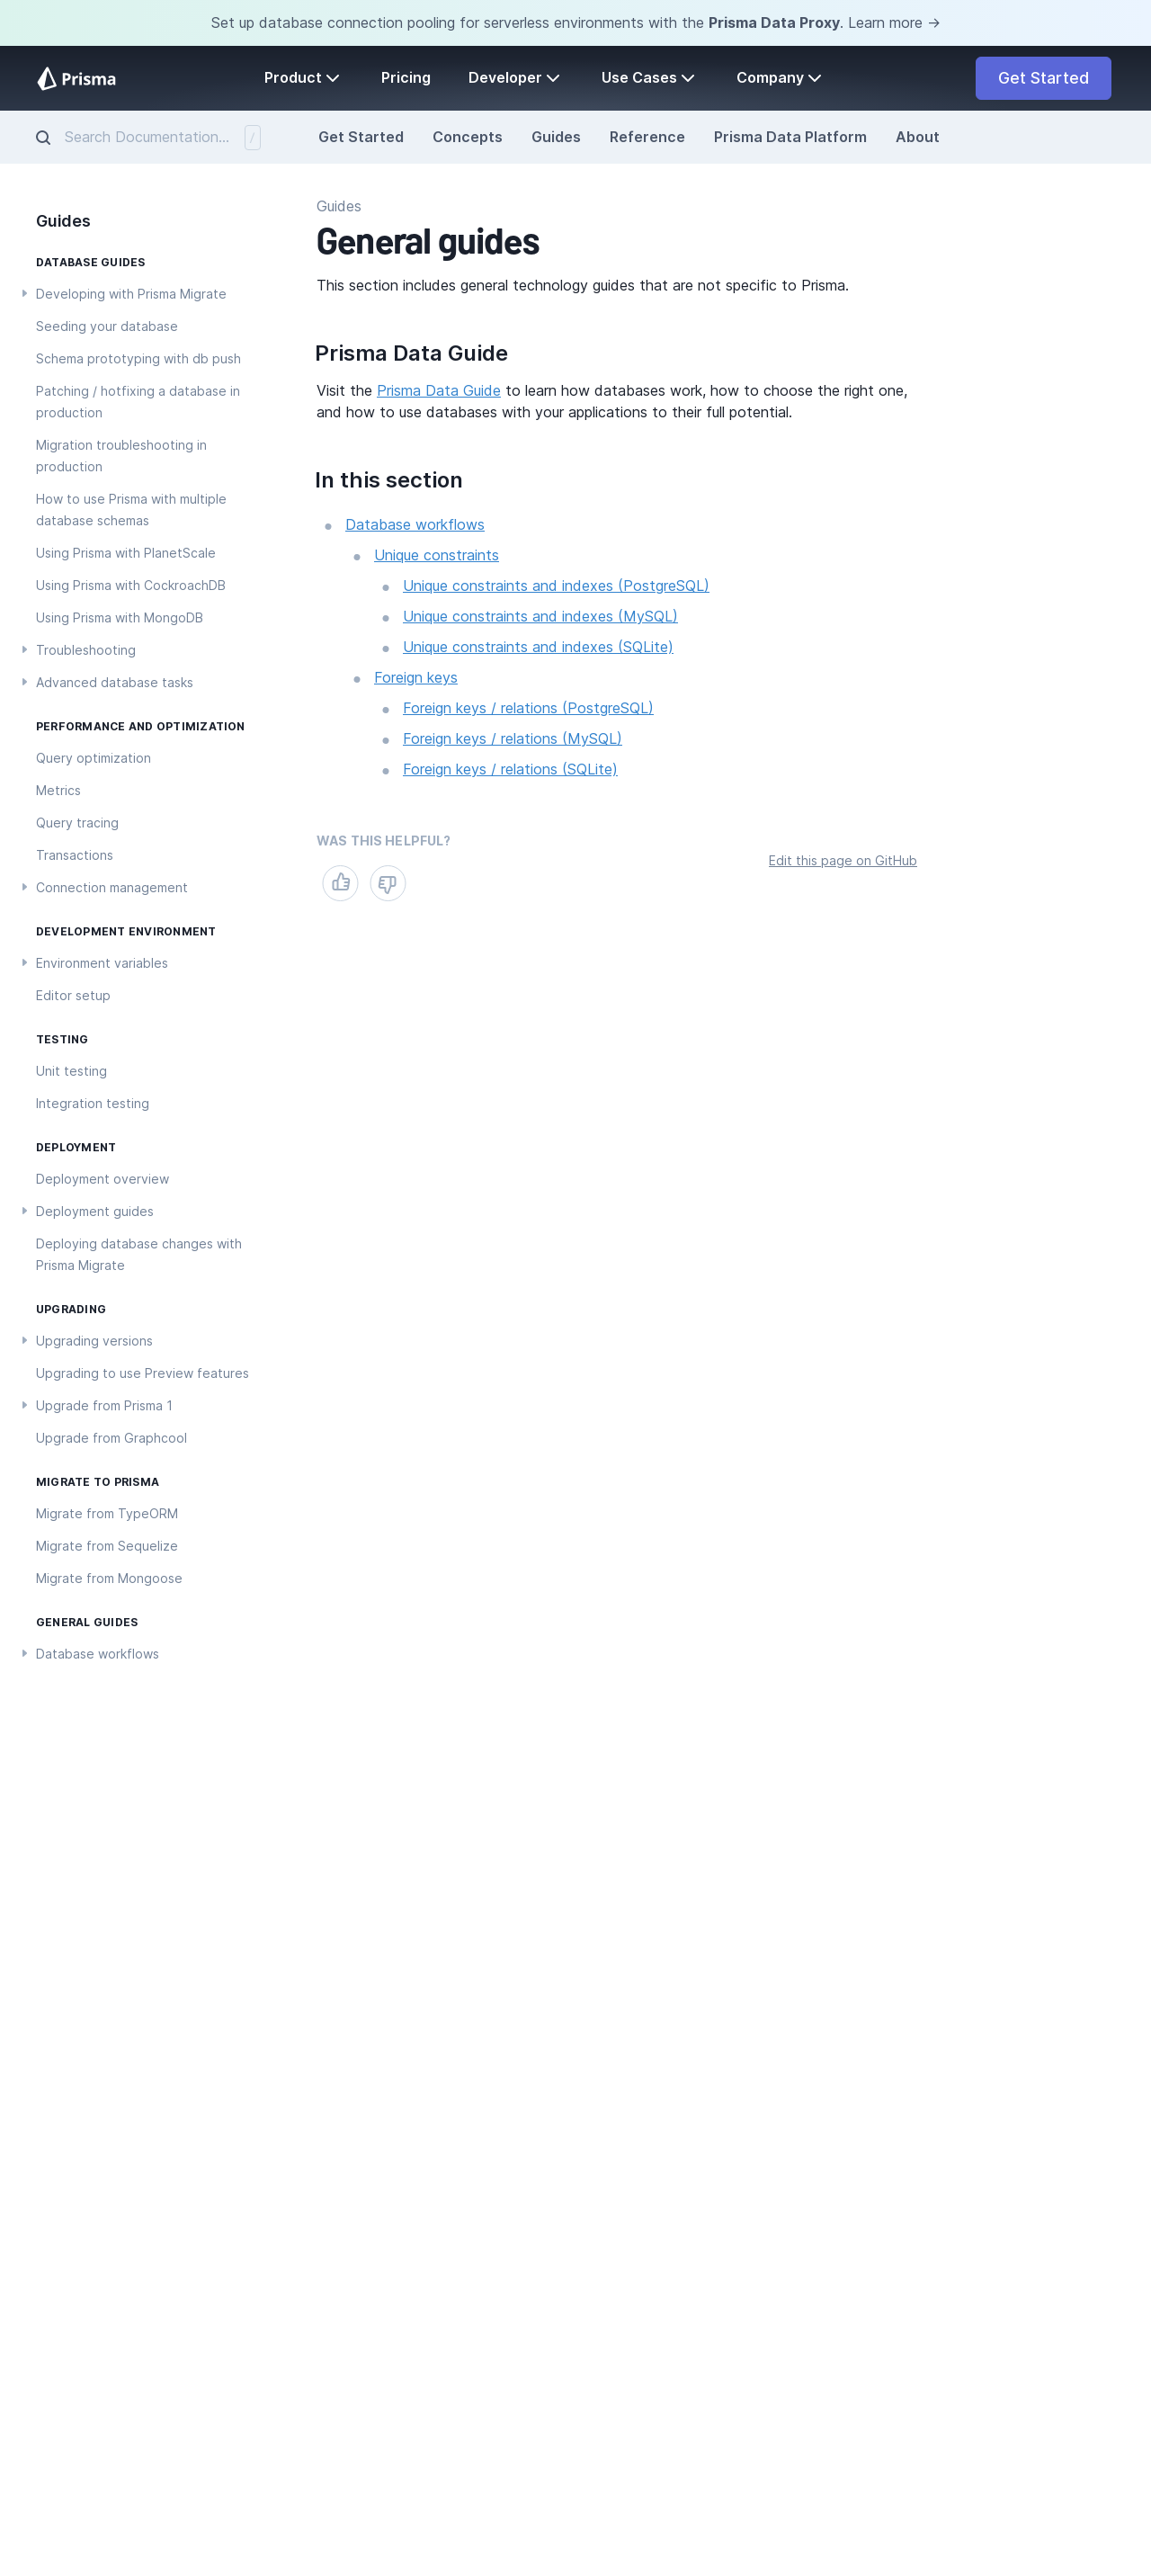 Set up database connection pooling for serverless environments with the Prisma Data Proxy. Learn more →
Prisma
Product
Pricing
Developer
Use Cases
Company
Get Started
Search Documentation...
/
Get Started
Concepts
Guides
Reference
Prisma Data Platform
About
Guides
DATABASE GUIDES
Developing with Prisma Migrate
Seeding your database
Schema prototyping with db push
Patching / hotfixing a database in
production
Migration troubleshooting in
production
How to use Prisma with multiple
database schemas
Using Prisma with PlanetScale
Using Prisma with CockroachDB
Using Prisma with MongoDB
Troubleshooting
Advanced database tasks
PERFORMANCE AND OPTIMIZATION
Query optimization
Metrics
Query tracing
Transactions
Connection management
DEVELOPMENT ENVIRONMENT
Environment variables
Editor setup
TESTING
Unit testing
Integration testing
DEPLOYMENT
Deployment overview
Deployment guides
Deploying database changes with
Prisma Migrate
UPGRADING
Upgrading versions
Upgrading to use Preview features
Upgrade from Prisma 1
Upgrade from Graphcool
MIGRATE TO PRISMA
Migrate from TypeORM
Migrate from Sequelize
Migrate from Mongoose
GENERAL GUIDES
Database workflows
Guides
General guides
This section includes general technology guides that are not specific to Prisma.
Prisma Data Guide
Visit the Prisma Data Guide to learn how databases work, how to choose the right one,
and how to use databases with your applications to their full potential.
In this section
Database workflows
Unique constraints
Unique constraints and indexes (PostgreSQL)
Unique constraints and indexes (MySQL)
Unique constraints and indexes (SQLite)
Foreign keys
Foreign keys / relations (PostgreSQL)
Foreign keys / relations (MySQL)
Foreign keys / relations (SQLite)
WAS THIS HELPFUL?
Edit this page on GitHub